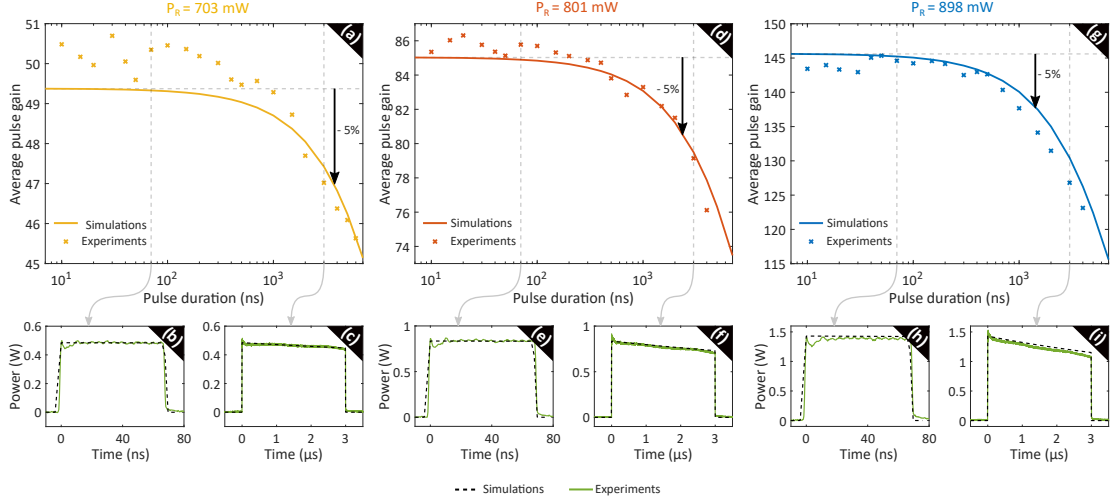 P_R = 703 mW
P_R = 801 mW
P_R = 898 mW
51
50
49
48
47
46
45
Average pulse gain
(a)
- 5%
Simulations
Experiments
10^1
10^2
10^3
Pulse duration (ns)
86
84
82
80
78
76
74
Average pulse gain
(d)
- 5%
Simulations
Experiments
10^1
10^2
10^3
Pulse duration (ns)
145
140
135
130
125
120
115
Average pulse gain
(g)
- 5%
Simulations
Experiments
10^1
10^2
10^3
Pulse duration (ns)
0.6
0.4
0.2
0
Power (W)
(b)
0
40
80
Time (ns)
0.6
0.4
0.2
0
(c)
0
1
2
3
Time (μs)
1
0.5
0
Power (W)
(e)
0
40
80
Time (ns)
1
0.5
0
(f)
0
1
2
3
Time (μs)
1.5
1
0.5
0
Power (W)
(h)
0
40
80
Time (ns)
1.5
1
0.5
0
(i)
0
1
2
3
Time (μs)
Simulations
Experiments